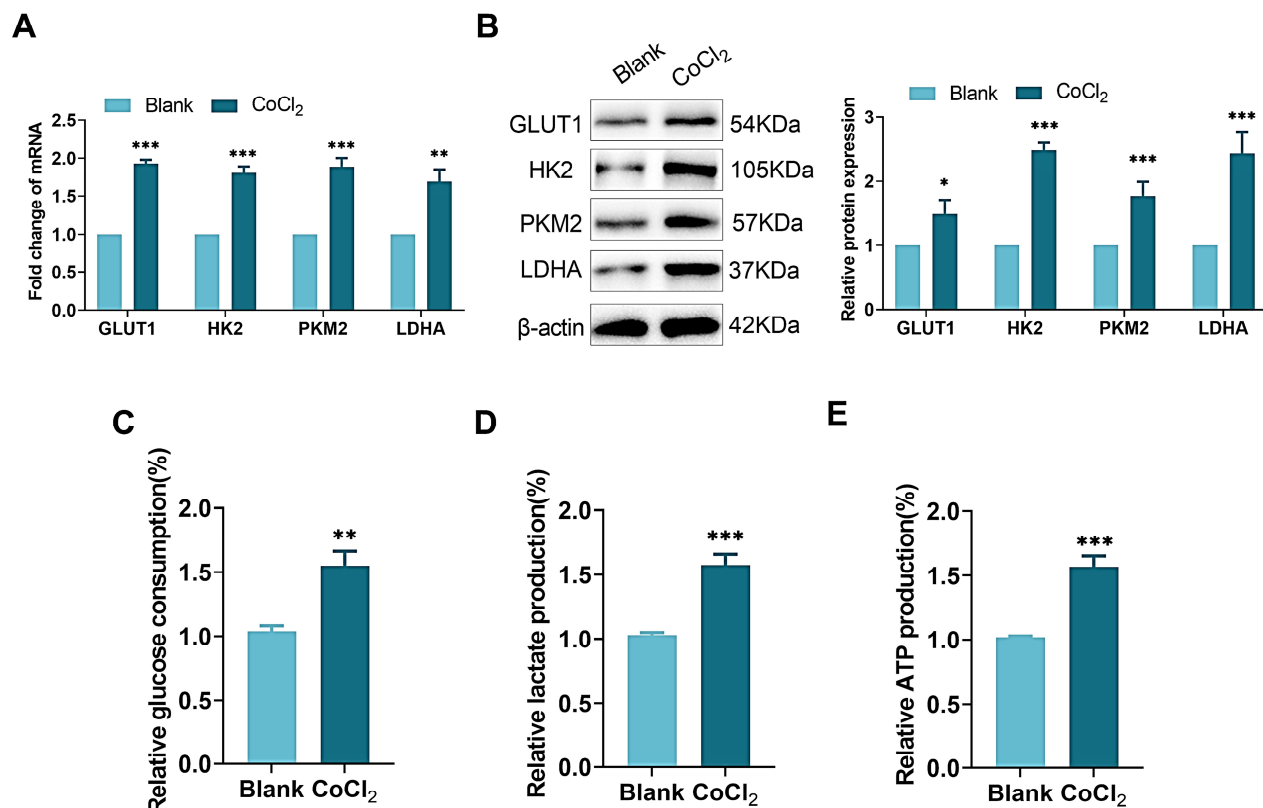 A
Blank CoCl₂
Fold change of mRNA
2.5
2.0
1.5
1.0
0.5
0.0
*** *** *** **
GLUT1 HK2 PKM2 LDHA
B
Blank CoCl₂
GLUT1 54KDa
HK2 105KDa
PKM2 57KDa
LDHA 37KDa
β-actin 42KDa
Blank CoCl₂
Relative protein expression
3
2
1
0
* *** *** ***
GLUT1 HK2 PKM2 LDHA
C
Relative glucose consumption(%)
2.0
1.5
1.0
0.5
0.0
**
Blank CoCl₂
D
Relative lactate production(%)
2.0
1.5
1.0
0.5
0.0
***
Blank CoCl₂
E
Relative ATP production(%)
2.0
1.5
1.0
0.5
0.0
***
Blank CoCl₂